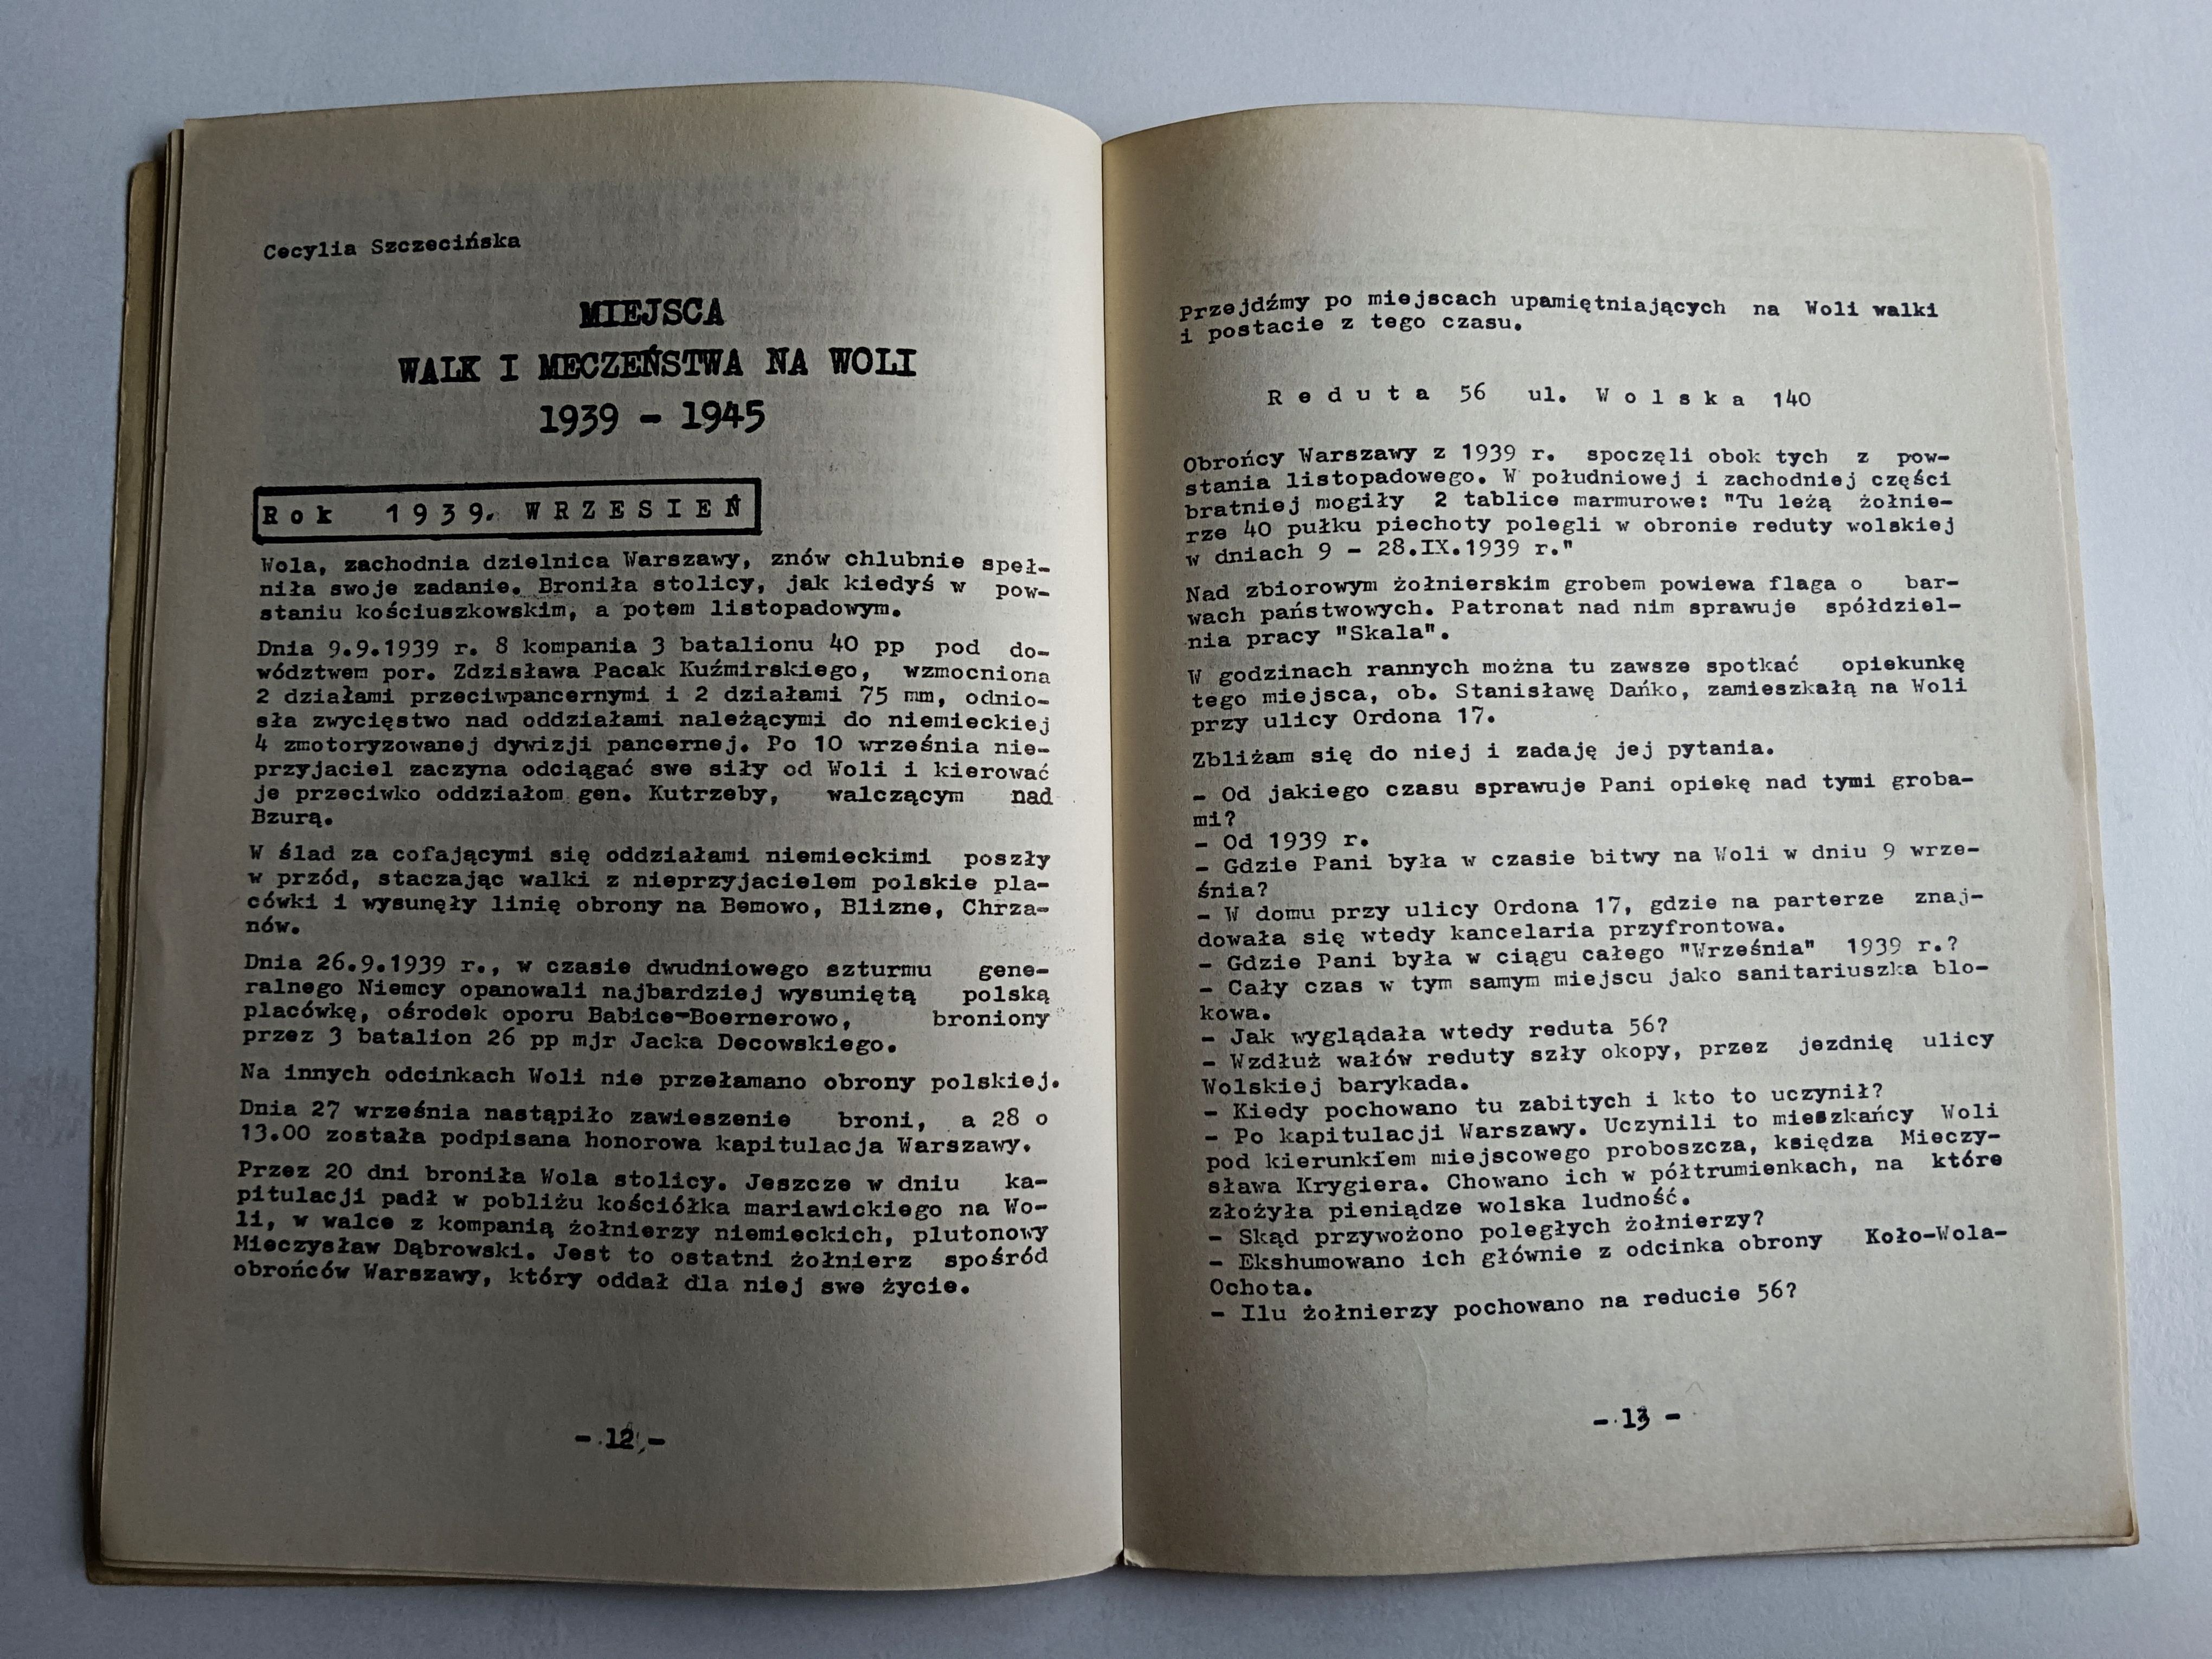 Cecylia Szczecińska
MIEJSCA
WALK I MECZEŃSTWA NA WOLI
1939 - 1945
Rok 1939. WRZESIEŃ
Wola, zachodnia dzielnica Warszawy, znów chlubnie speł-
niła swoje zadanie. Broniła stolicy, jak kiedyś w pow-
staniu kościuszkowskim, a potem listopadowym.
Dnia 9.9.1939 r. 8 kompania 3 batalionu 40 pp pod do-
wództwem por. Zdzisława Pacak Kuźmirskiego, wzmocniona
2 działami przeciwpancernymi i 2 działami 75 mm, odnio-
sła zwycięstwo nad oddziałami należącymi do niemieckiej
4 zmotoryzowanej dywizji pancernej. Po 10 września nie-
przyjaciel zaczyna odciągać swe siły od Woli i kierować
je przeciwko oddziałom gen. Kutrzeby, walczącym nad
Bzurą.
W ślad za cofającymi się oddziałami niemieckimi poszły
w przód, staczając walki z nieprzyjacielem polskie pla-
cówki i wysunęły linię obrony na Bemowo, Blizne, Chrza-
nów.
Dnia 26.9.1939 r., w czasie dwudniowego szturmu gene-
ralnego Niemcy opanowali najbardziej wysuniętą polską
placówkę, ośrodek oporu Babice-Boernerowo, broniony
przez 3 batalion 26 pp mjr Jacka Decowskiego.
Na innych odcinkach Woli nie przełamano obrony polskiej.
Dnia 27 września nastąpiło zawieszenie broni, a 28 o
13.00 została podpisana honorowa kapitulacja Warszawy.
Przez 20 dni broniła Wola stolicy. Jeszcze w dniu ka-
pitulacji padł w pobliżu kościółka mariawickiego na Wo-
li, w walce z kompanią żołnierzy niemieckich, plutonowy
Mieczysław Dąbrowski. Jest to ostatni żołnierz spośród
obrońców Warszawy, który oddał dla niej swe życie.
- 12 -
Przejdźmy po miejscach upamiętniających na Woli walki
i postacie z tego czasu.
Reduta 56 ul. Wolska 140
Obrońcy Warszawy z 1939 r. spoczęli obok tych z pow-
stania listopadowego. W południowej i zachodniej części
bratniej mogiły 2 tablice marmurowe: "Tu leżą żołnie-
rze 40 pułku piechoty polegli w obronie reduty wolskiej
w dniach 9 - 28.IX.1939 r."
Nad zbiorowym żołnierskim grobem powiewa flaga o bar-
wach państwowych. Patronat nad nim sprawuje spółdziel-
nia pracy "Skala".
W godzinach rannych można tu zawsze spotkać opiekunkę
tego miejsca, ob. Stanisławę Dańko, zamieszkałą na Woli
przy ulicy Ordona 17.
Zbliżam się do niej i zadaję jej pytania.
- Od jakiego czasu sprawuje Pani opiekę nad tymi groba-
mi?
- Od 1939 r.
- Gdzie Pani była w czasie bitwy na Woli w dniu 9 wrze-
śnia?
- W domu przy ulicy Ordona 17, gdzie na parterze znaj-
dowała się wtedy kancelaria przyfrontowa.
- Gdzie Pani była w ciągu całego "Września" 1939 r.?
- Cały czas w tym samym miejscu jako sanitariuszka blo-
kowa.
- Jak wyglądała wtedy reduta 56?
- Wzdłuż wałów reduty szły okopy, przez jezdnię ulicy
Wolskiej barykada.
- Kiedy pochowano tu zabitych i kto to uczynił?
- Po kapitulacji Warszawy. Uczynili to mieszkańcy Woli
pod kierunkiem miejscowego proboszcza, księdza Mieczy-
sława Krygiera. Chowano ich w półtrumienkach, na które
złożyła pieniądze wolska ludność.
- Skąd przywożono poległych żołnierzy?
- Ekshumowano ich głównie z odcinka obrony Koło-Wola-
Ochota.
- Ilu żołnierzy pochowano na reducie 56?
- 13 -